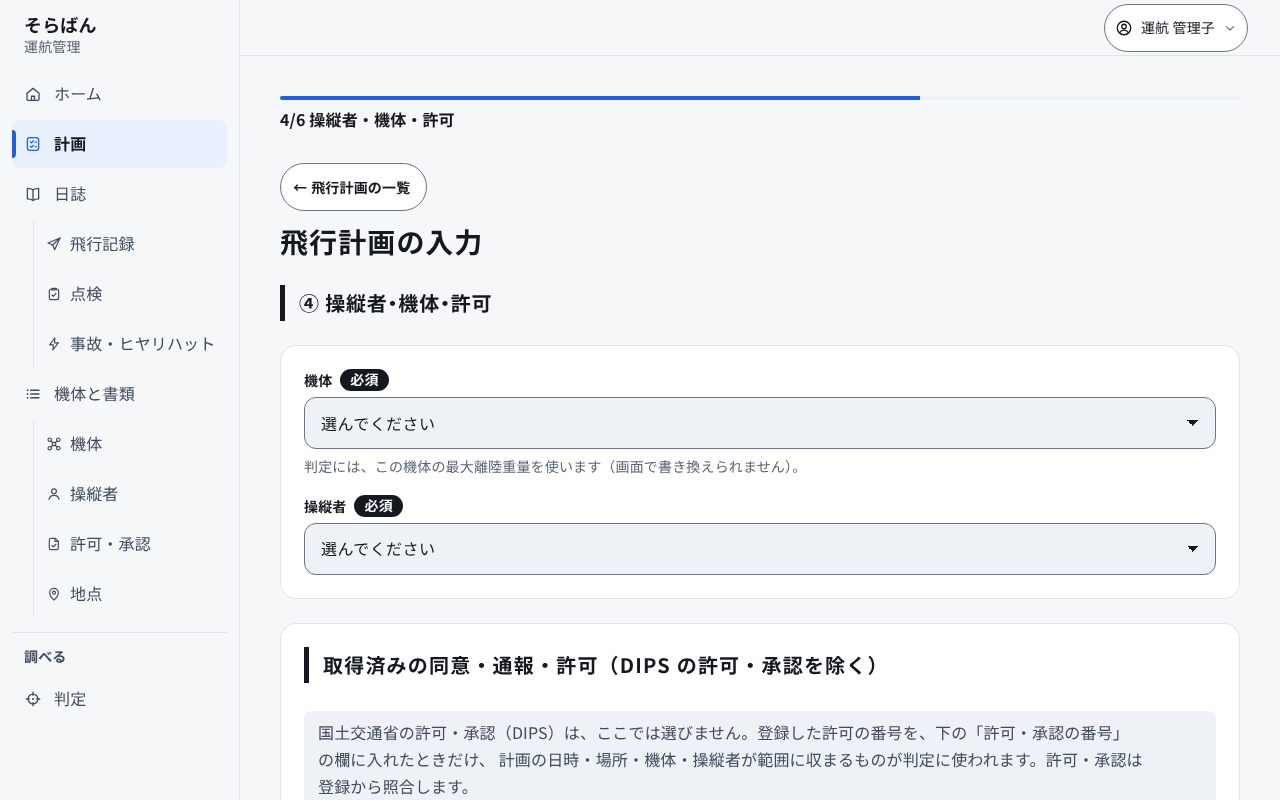 そらばん
運航管理
運航 管理子
ホーム
計画
日誌
飛行記録
点検
事故・ヒヤリハット
機体と書類
機体
操縦者
許可・承認
地点
調べる
判定
4/6 操縦者・機体・許可
← 飛行計画の一覧
飛行計画の入力
④ 操縦者・機体・許可
機体 必須
選んでください
判定には、この機体の最大離陸重量を使います（画面で書き換えられません）。
操縦者 必須
選んでください
取得済みの同意・通報・許可（DIPS の許可・承認を除く）
国土交通省の許可・承認（DIPS）は、ここでは選びません。登録した許可の番号を、下の「許可・承認の番号」
の欄に入れたときだけ、 計画の日時・場所・機体・操縦者が範囲に収まるものが判定に使われます。許可・承認は
登録から照合します。